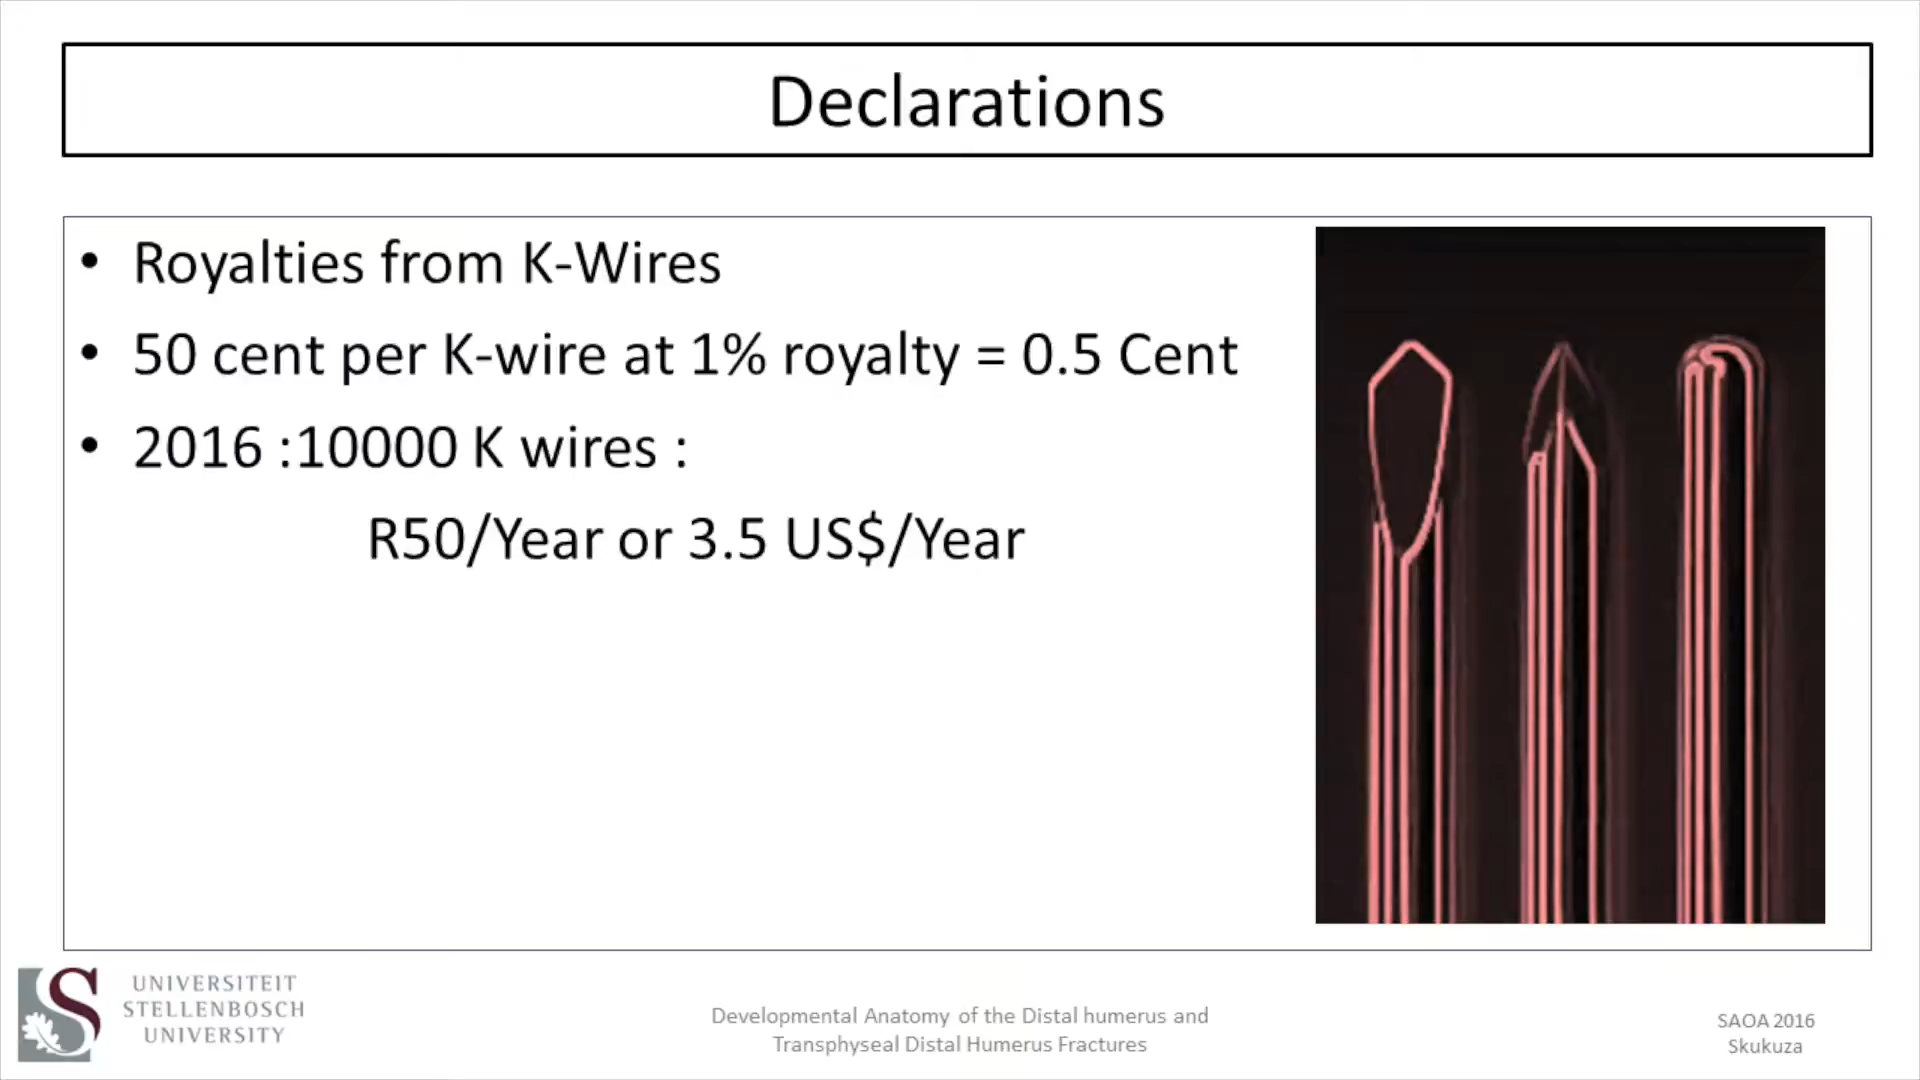 Declarations
• Royalties from K-Wires
• 50 cent per K-wire at 1% royalty = 0.5 Cent
• 2016 :10000 K wires :
R50/Year or 3.5 US$/Year
UNIVERSITEIT
STELLENBOSCH
UNIVERSITY
Developmental Anatomy of the Distal humerus and
Transphyseal Distal Humerus Fractures
SAOA 2016
Skukuza